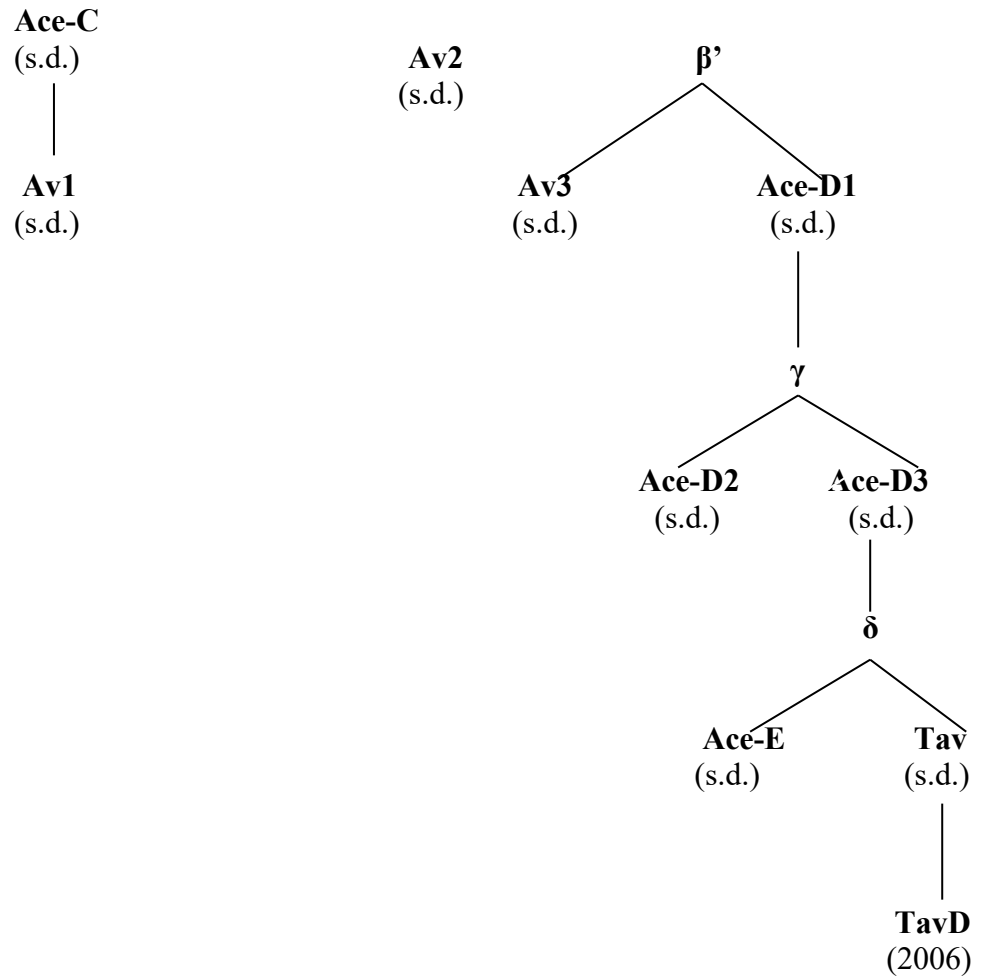 Ace-C
(s.d.)
Av2
(s.d.)
β’
Av1
(s.d.)
Av3
(s.d.)
Ace-D1
(s.d.)
γ
Ace-D2
(s.d.)
Ace-D3
(s.d.)
δ
Ace-E
(s.d.)
Tav
(s.d.)
TavD
(2006)